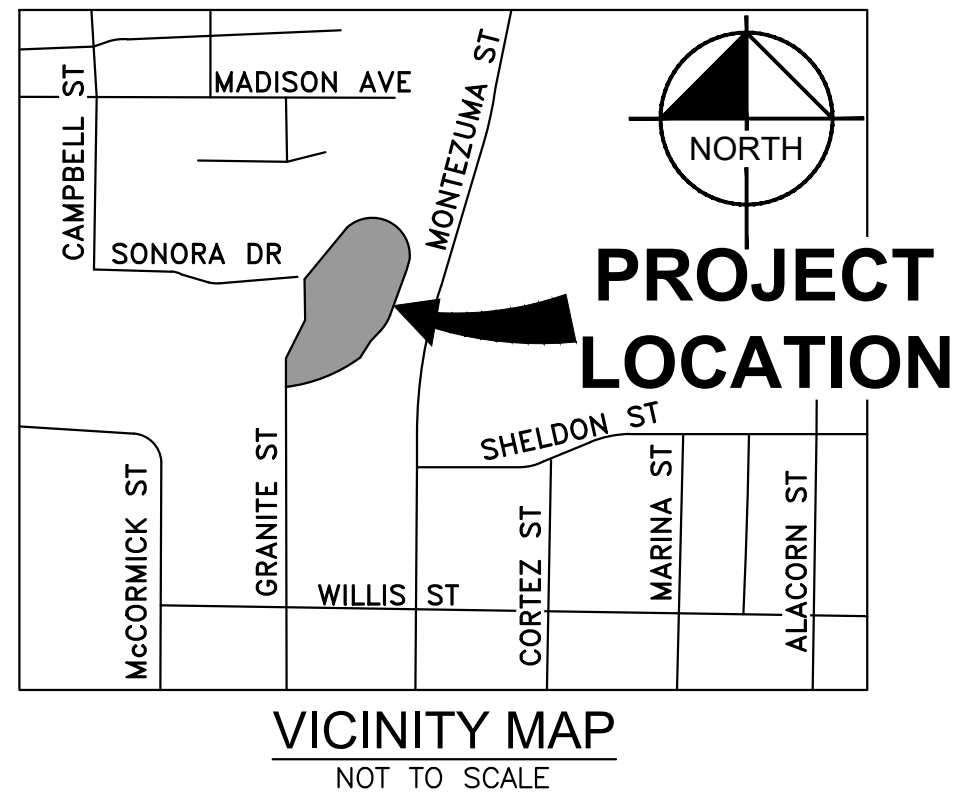 MADISON AVE
CAMPBELL ST
MONTEZUMA ST
NORTH
SONORA DR
PROJECT
LOCATION
SHELDON ST
McCORMICK ST
GRANITE ST
WILLIS ST
CORTEZ ST
MARINA ST
ALACORN ST
VICINITY MAP
NOT TO SCALE